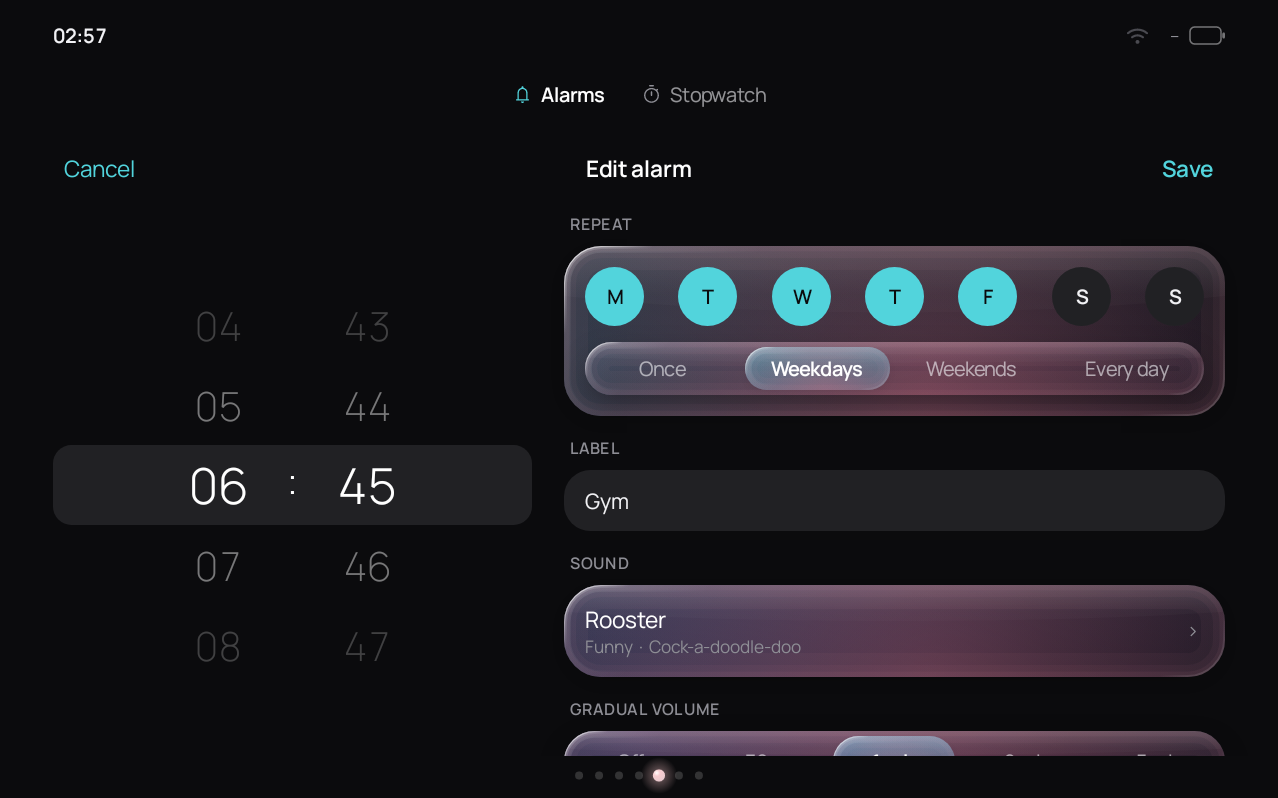 02:57
Alarms Stopwatch
Cancel Edit alarm Save
REPEAT
M T W T F S S
Once Weekdays Weekends Every day
LABEL
Gym
SOUND
Rooster
Funny · Cock-a-doodle-doo
GRADUAL VOLUME
04 43
05 44
06 : 45
07 46
08 47